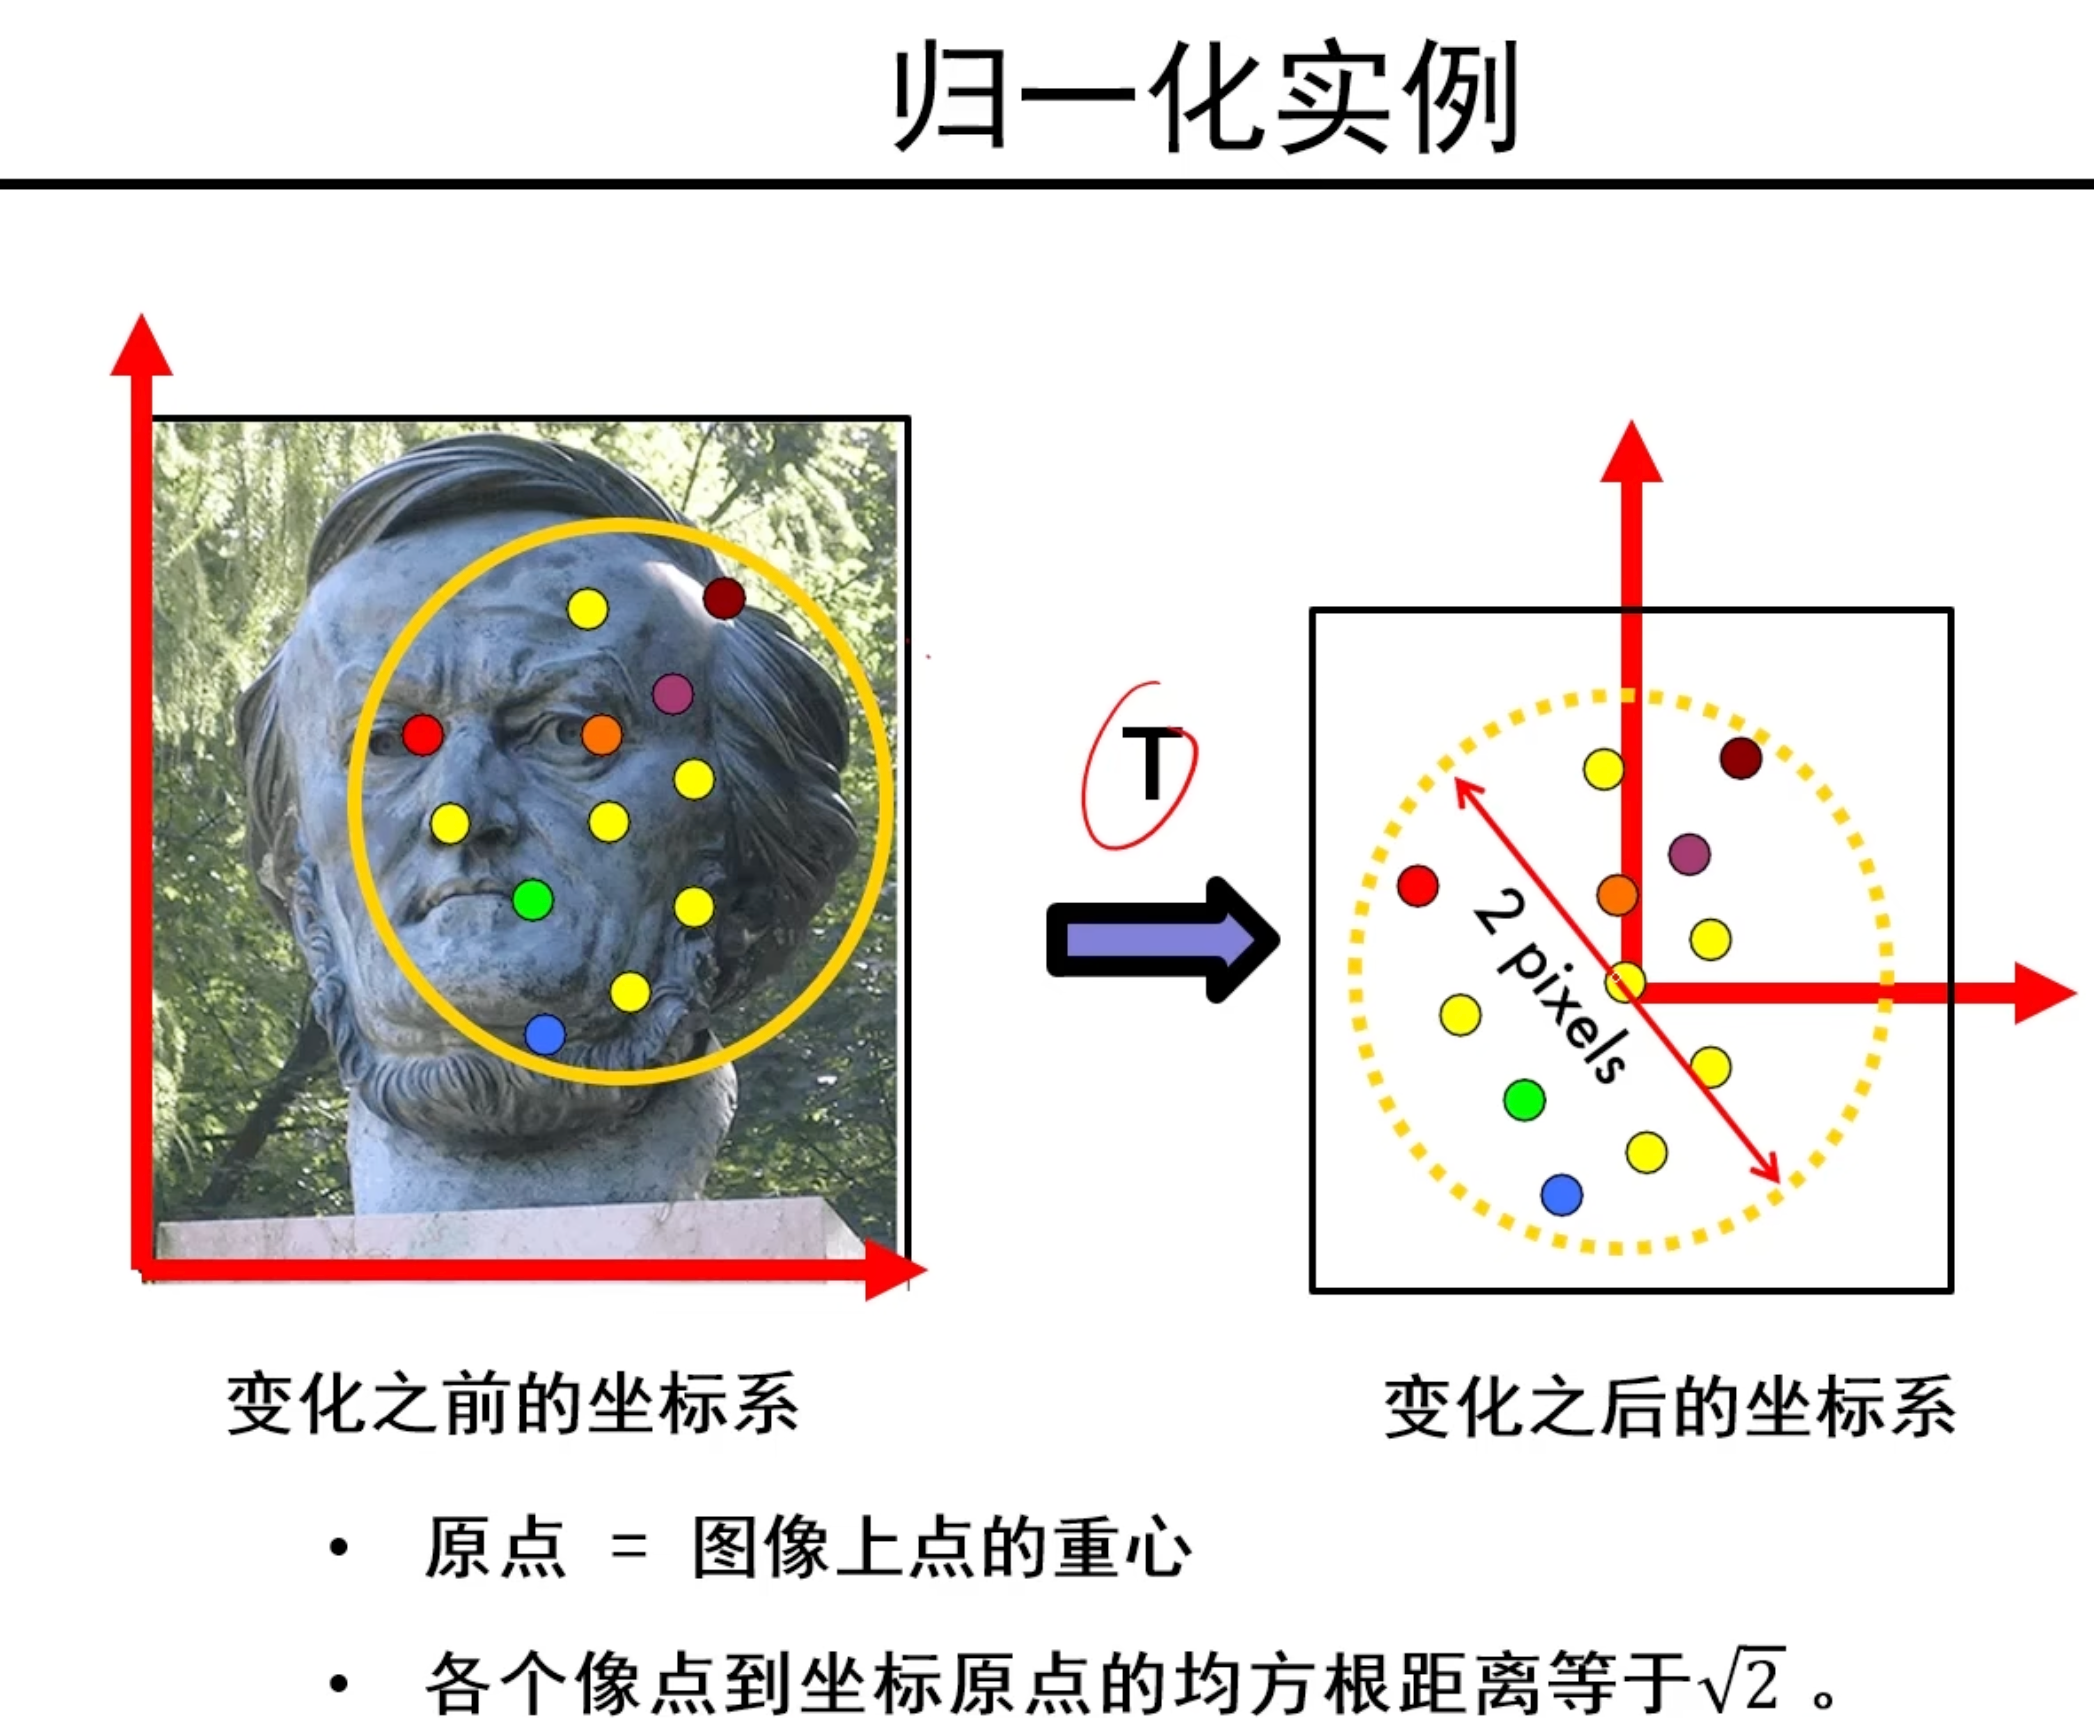 归一化实例
T
2 pixels
变化之前的坐标系
变化之后的坐标系
• 原点 = 图像上点的重心
• 各个像点到坐标原点的均方根距离等于√2 。